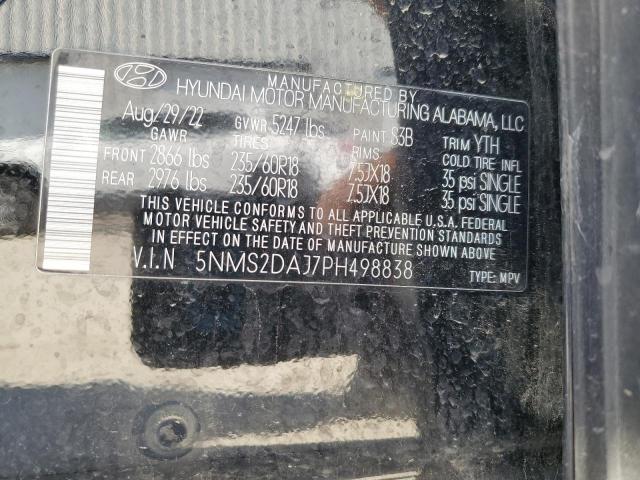 MANUFACTURED BY
HYUNDAI MOTOR MANUFACTURING ALABAMA, LLC
Aug/29/22 GVWR 5247 lbs PAINT S3B TRIM YTH
GAWR TIRES RIMS COLD TIRE INFL
FRONT 2866 lbs 235/60R18 7.5JX18 35 psi SINGLE
REAR 2976 lbs 235/60R18 7.5JX18 35 psi SINGLE
THIS VEHICLE CONFORMS TO ALL APPLICABLE U.S.A. FEDERAL
MOTOR VEHICLE SAFETY AND THEFT PREVENTION STANDARDS
IN EFFECT ON THE DATE OF MANUFACTURE SHOWN ABOVE.
V.I.N 5NMS2DAJ7PH498838 TYPE: MPV